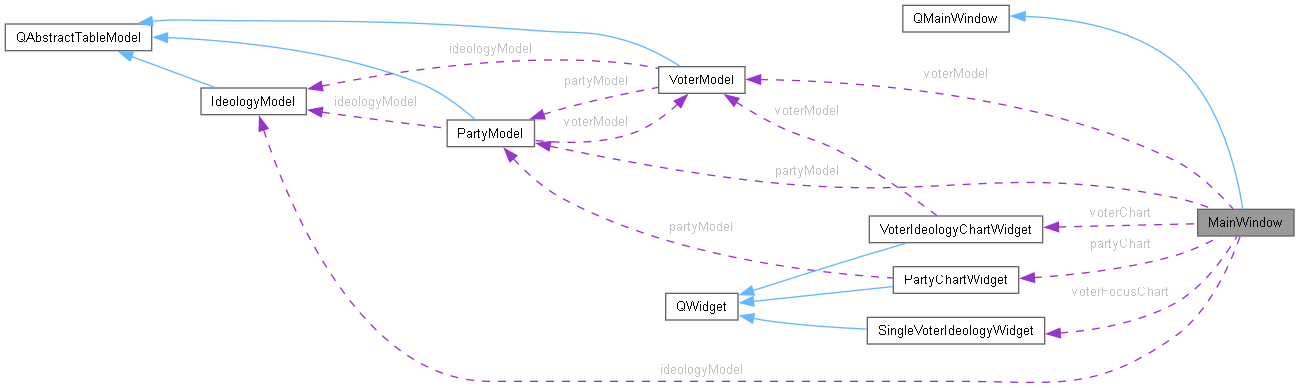 QMainWindow
QAbstractTableModel
ideologyModel
voterModel
VoterModel
partyModel
IdeologyModel
ideologyModel
voterModel
voterModel
PartyModel
partyModel
voterChart
MainWindow
partyModel
VoterIdeologyChartWidget
partyChart
PartyChartWidget
voterFocusChart
QWidget
SingleVoterIdeologyWidget
ideologyModel